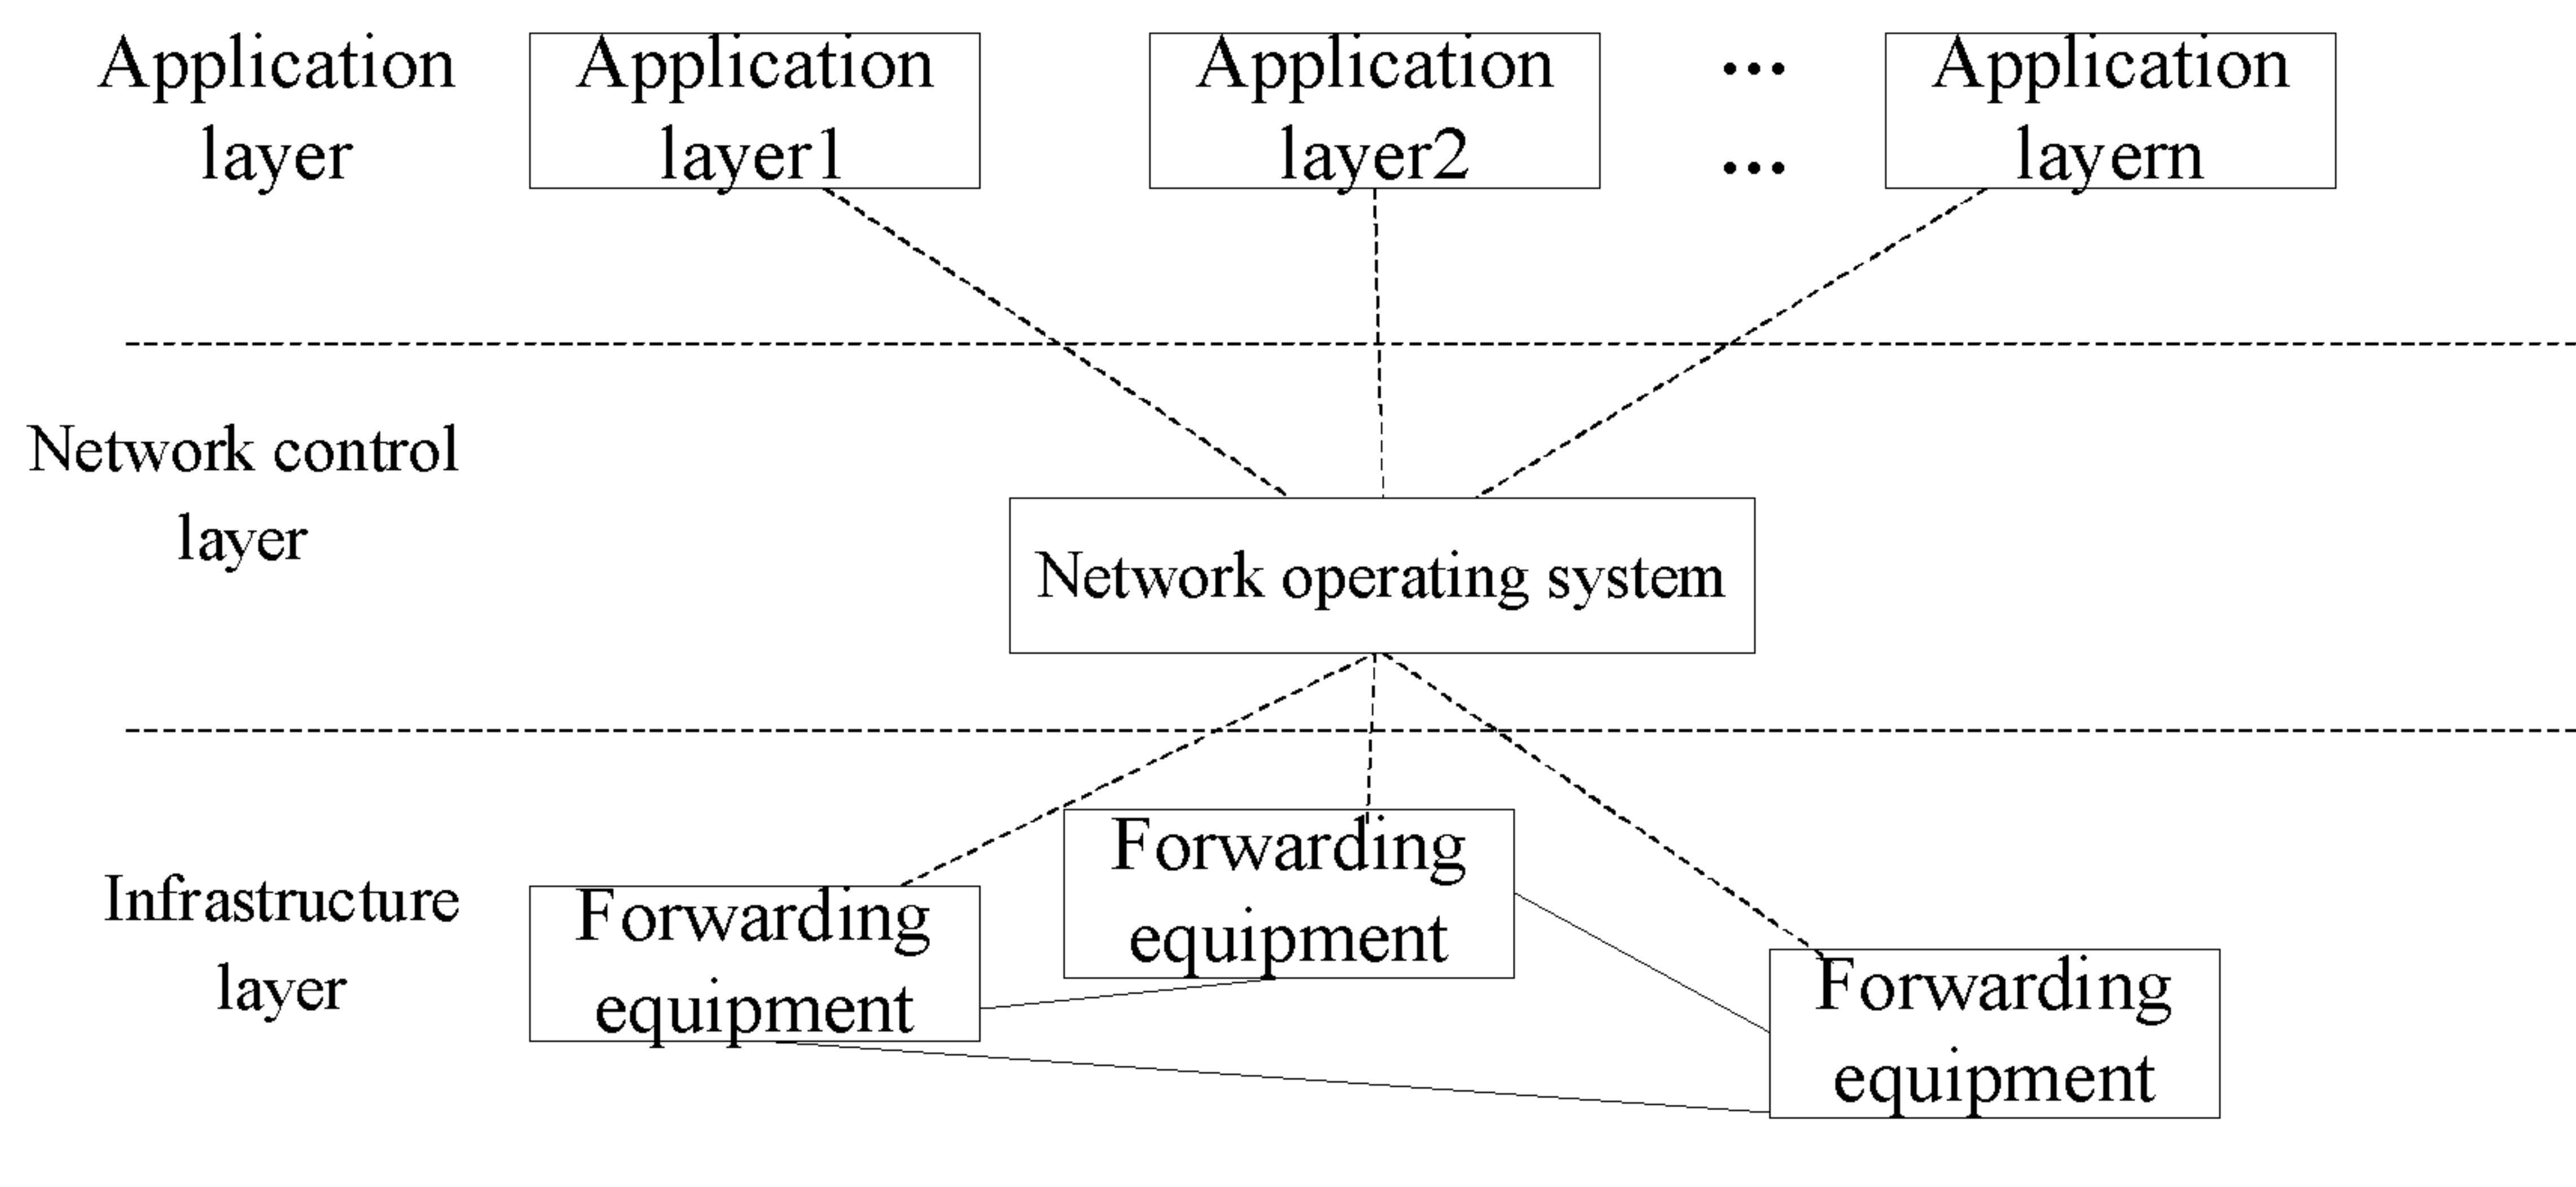 Application
layer
Application
layer1
Application
layer2
...
...
Application
layern
Network control
layer
Network operating system
Infrastructure
layer
Forwarding
equipment
Forwarding
equipment
Forwarding
equipment